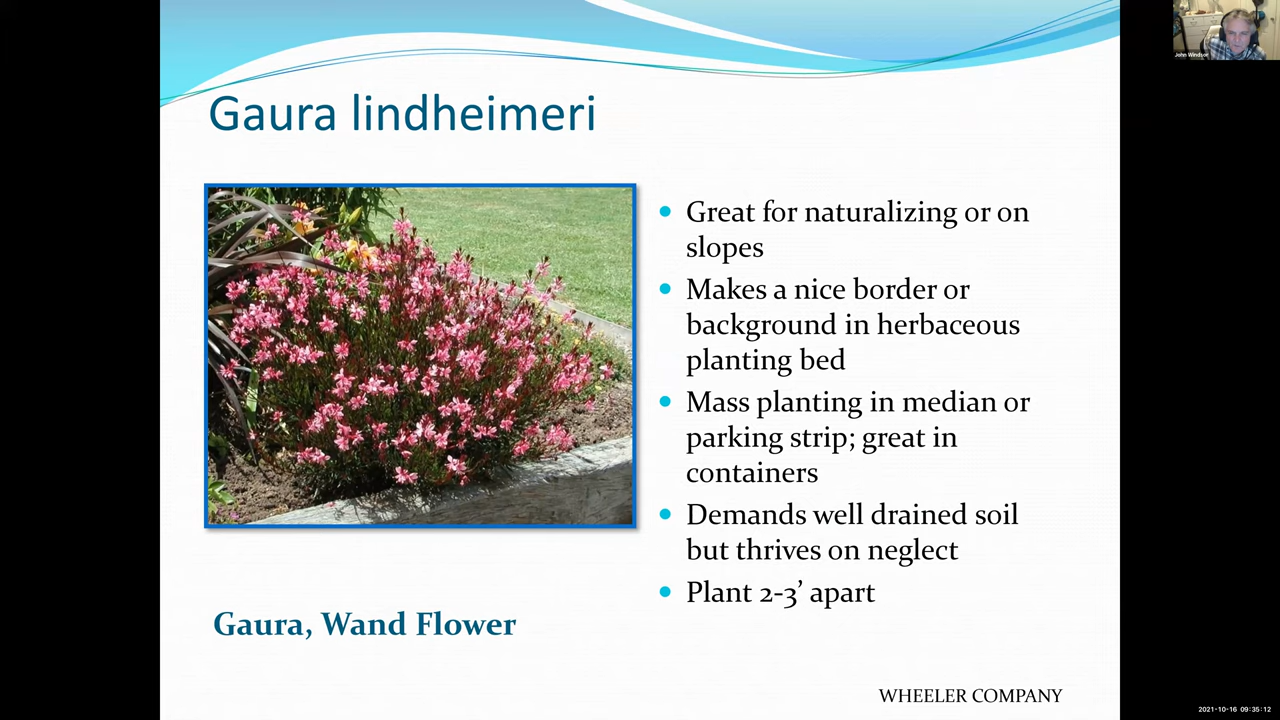 John Windsor
Gaura lindheimeri
Great for naturalizing or on
slopes
Makes a nice border or
background in herbaceous
planting bed
Mass planting in median or
parking strip; great in
containers
Demands well drained soil
but thrives on neglect
Plant 2-3’ apart
Gaura, Wand Flower
WHEELER COMPANY
2021-10-16 09:35:12